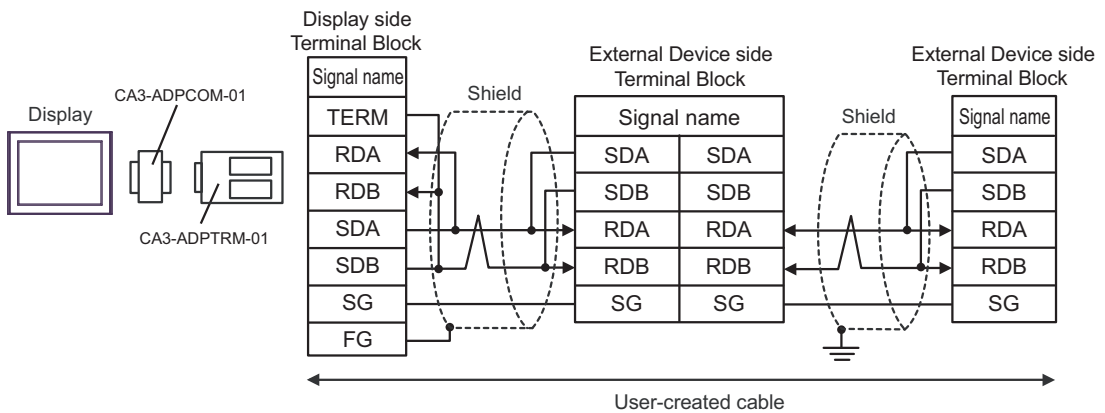 Display
CA3-ADPCOM-01
CA3-ADPTRM-01
Display side
Terminal Block
Signal name
TERM
RDA
RDB
SDA
SDB
SG
FG
Shield
External Device side
Terminal Block
Signal name
SDA SDA
SDB SDB
RDA RDA
RDB RDB
SG SG
Shield
External Device side
Terminal Block
Signal name
SDA
SDB
RDA
RDB
SG
User-created cable